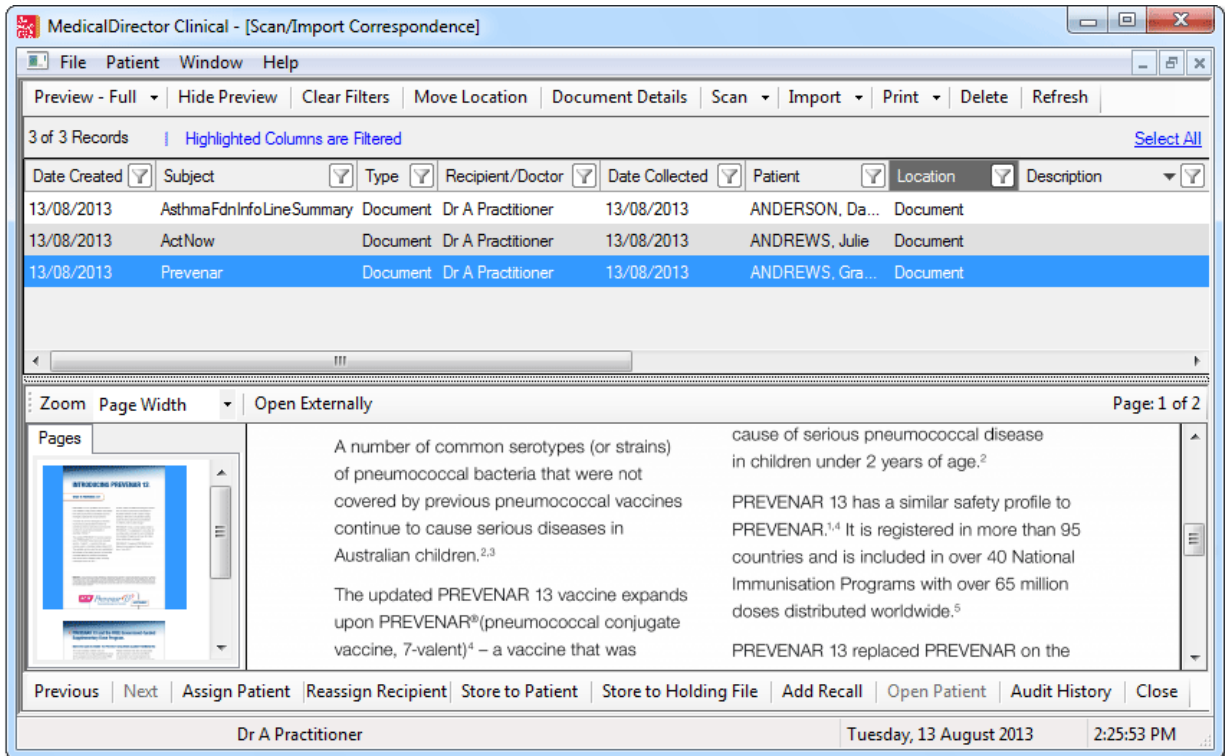 MedicalDirector Clinical - [Scan/Import Correspondence]
File Patient Window Help
Preview - Full Hide Preview Clear Filters Move Location Document Details Scan Import Print Delete Refresh
3 of 3 Records | Highlighted Columns are Filtered Select All
Date Created Subject Type Recipient/Doctor Date Collected Patient Location Description
13/08/2013 AsthmaFdnInfoLineSummary Document Dr A Practitioner 13/08/2013 ANDERSON, Da... Document
13/08/2013 ActNow Document Dr A Practitioner 13/08/2013 ANDREWS, Julie Document
13/08/2013 Prevenar Document Dr A Practitioner 13/08/2013 ANDREWS, Gra... Document
Zoom Page Width Open Externally Page: 1 of 2
Pages
INTRODUCING PREVENAR 13
A number of common serotypes (or strains)
of pneumococcal bacteria that were not
covered by previous pneumococcal vaccines
continue to cause serious diseases in
Australian children.2,3
The updated PREVENAR 13 vaccine expands
upon PREVENAR®(pneumococcal conjugate
vaccine, 7-valent)4 – a vaccine that was
cause of serious pneumococcal disease
in children under 2 years of age.2
PREVENAR 13 has a similar safety profile to
PREVENAR.1,4 It is registered in more than 95
countries and is included in over 40 National
Immunisation Programs with over 65 million
doses distributed worldwide.5
PREVENAR 13 replaced PREVENAR on the
Previous Next Assign Patient Reassign Recipient Store to Patient Store to Holding File Add Recall Open Patient Audit History Close
Dr A Practitioner Tuesday, 13 August 2013 2:25:53 PM